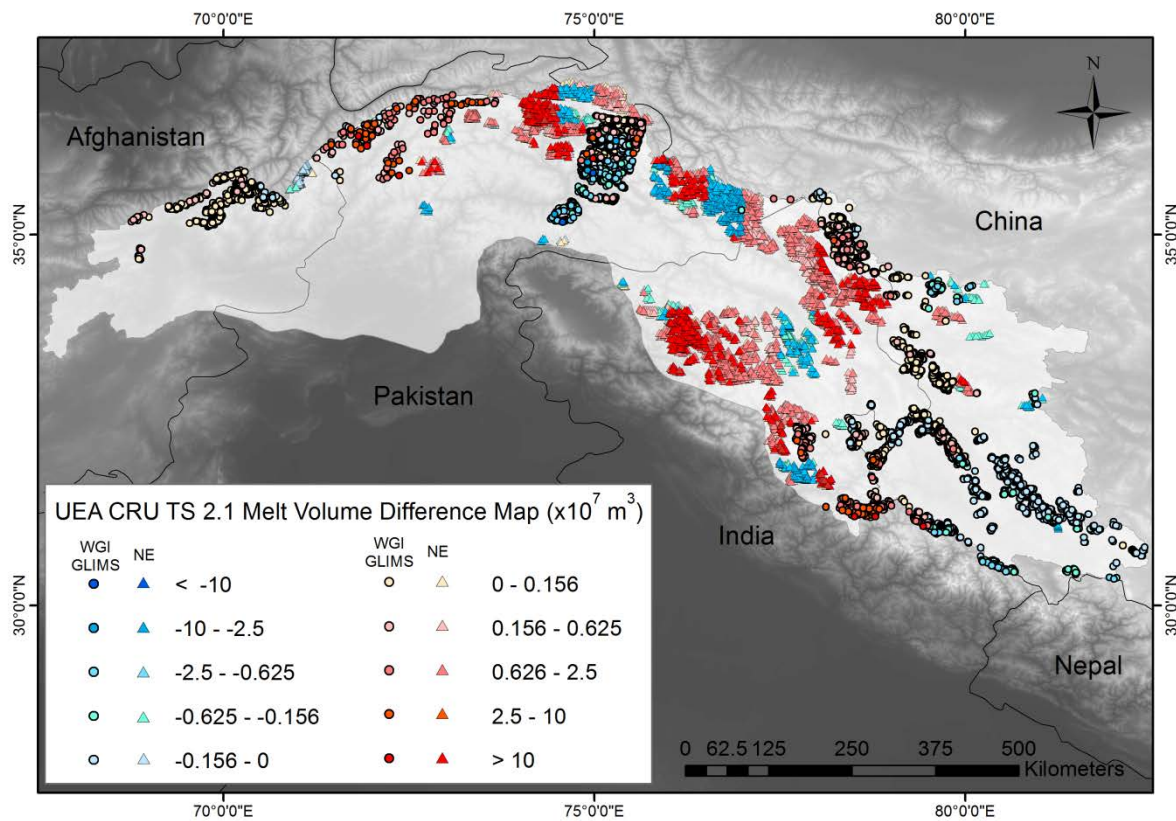 70°0'0"E 75°0'0"E 80°0'0"E
N
Afghanistan
China
35°0'0"N 35°0'0"N
Pakistan
India
Nepal
30°0'0"N 30°0'0"N
UEA CRU TS 2.1 Melt Volume Difference Map (x10⁷ m³)
WGI NE WGI NE
GLIMS GLIMS
< -10 0 - 0.156
-10 - -2.5 0.156 - 0.625
-2.5 - -0.625 0.626 - 2.5
-0.625 - -0.156 2.5 - 10
-0.156 - 0 > 10
0 62.5 125 250 375 500
Kilometers
70°0'0"E 75°0'0"E 80°0'0"E